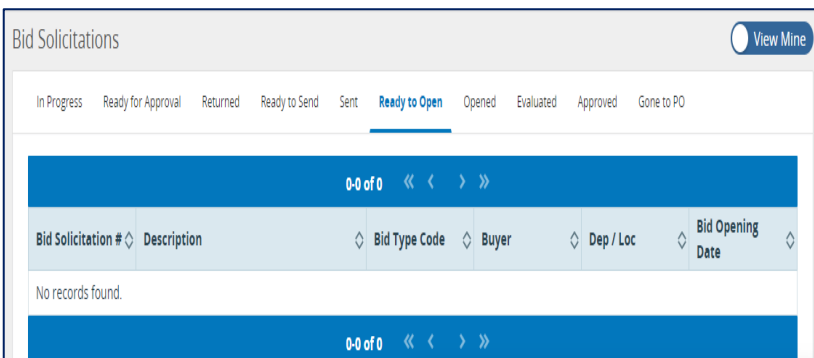 Bid Solicitations
View Mine
In Progress Ready for Approval Returned Ready to Send Sent Ready to Open Opened Evaluated Approved Gone to PO
0-0 of 0 « ‹ › »
Bid Solicitation # Description Bid Type Code Buyer Dep / Loc Bid Opening Date
No records found.
0-0 of 0 « ‹ › »